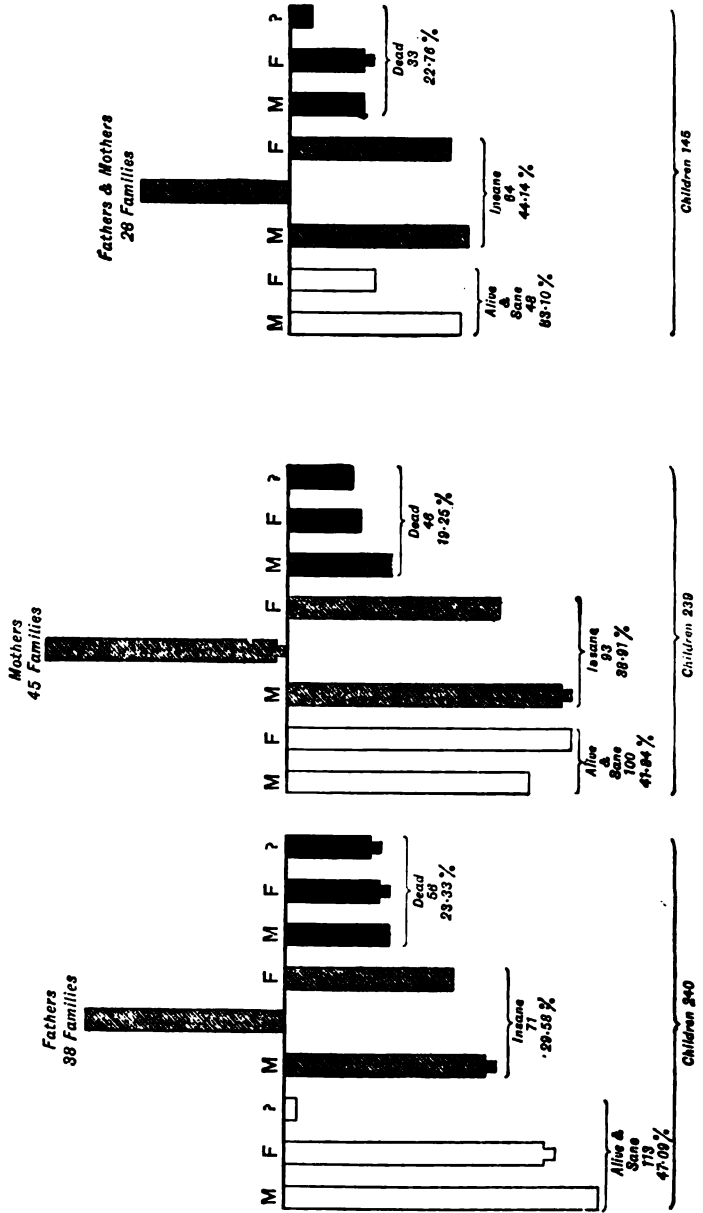 Fathers
38 Families
M F ? M F M F ?
Alive &
Sane
113
47·09 %
Insane
71
·29·58 %
Dead
56
23·33 %
Children 240
Mothers
45 Families
M F M F M F ?
Alive
&
Sane
100
41·84 %
Insane
93
38·91 %
Dead
46
19·25 %
Children 239
Fathers & Mothers
28 Families
M F M F M F ?
Alive
&
Sane
48
33·10 %
Insane
64
44·14 %
Dead
33
22·76 %
Children 145